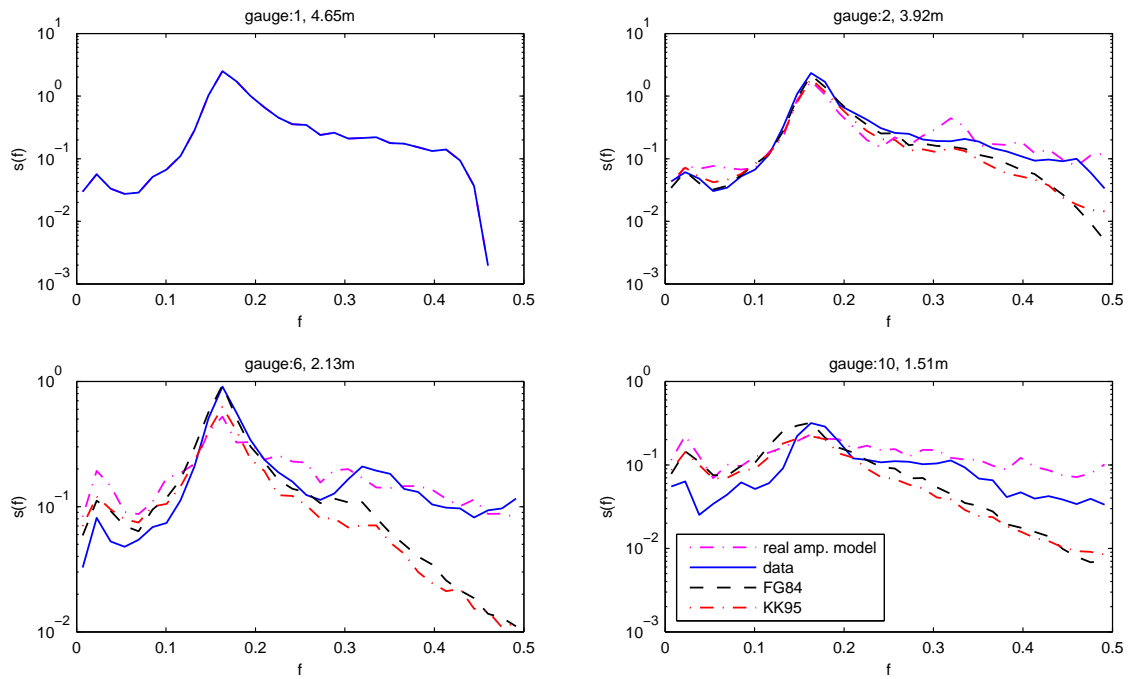 gauge:1, 4.65m
10^1
10^0
10^-1
10^-2
10^-3
s(f)
0 0.1 0.2 0.3 0.4 0.5
f
gauge:2, 3.92m
10^1
10^0
10^-1
10^-2
10^-3
s(f)
0 0.1 0.2 0.3 0.4 0.5
f
gauge:6, 2.13m
10^0
10^-1
10^-2
s(f)
0 0.1 0.2 0.3 0.4 0.5
f
gauge:10, 1.51m
10^0
10^-1
10^-2
10^-3
s(f)
0 0.1 0.2 0.3 0.4 0.5
f
real amp. model
data
FG84
KK95